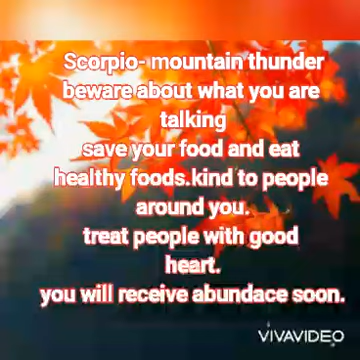 Scorpio- mountain thunder
beware about what you are
talking
save your food and eat
healthy foods.kind to people
around you.
treat people with good
heart.
you will receive abundace soon.
VIVAVIDEO